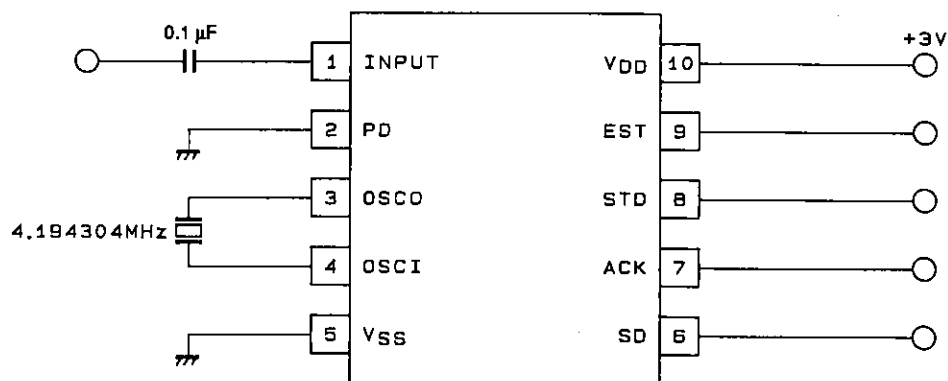 0.1 μF
+3V
1 INPUT
VDD 10
2 PD
EST 9
3 OSCO
STD 8
4.194304MHz
4 OSCI
ACK 7
5 VSS
SD 6